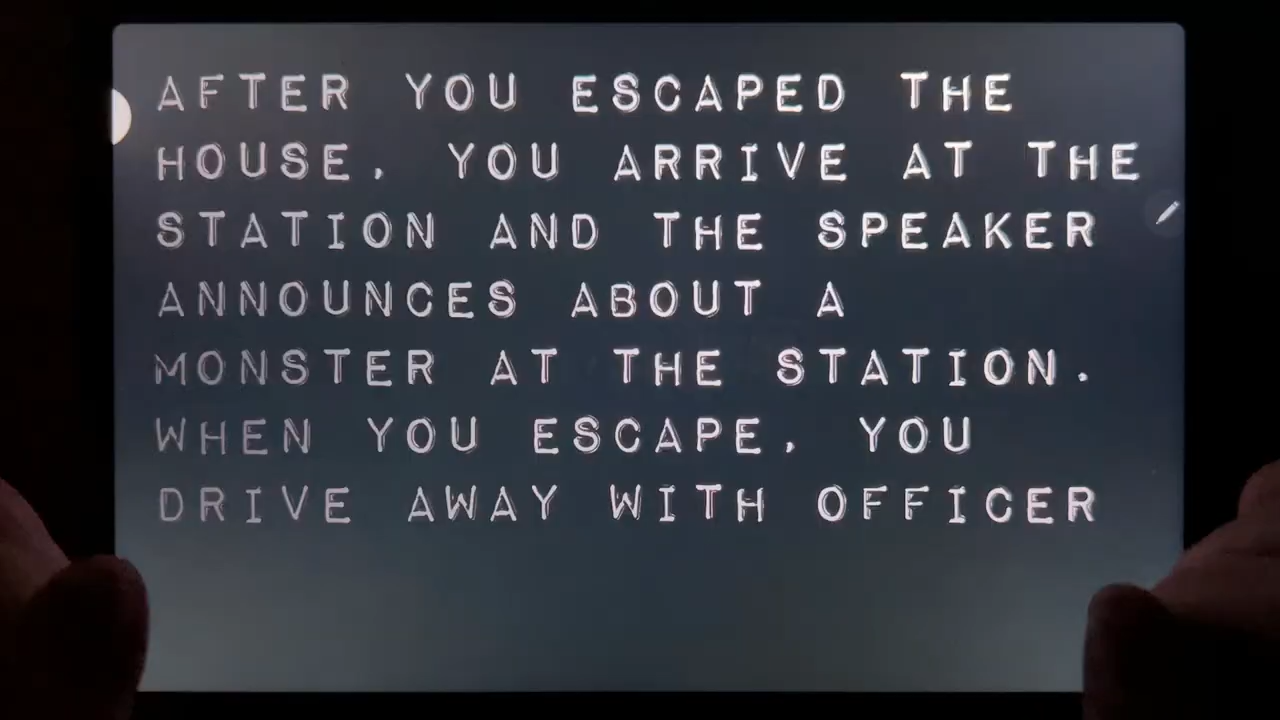 AFTER YOU ESCAPED THE
HOUSE, YOU ARRIVE AT THE
STATION AND THE SPEAKER
ANNOUNCES ABOUT A
MONSTER AT THE STATION.
WHEN YOU ESCAPE, YOU
DRIVE AWAY WITH OFFICER